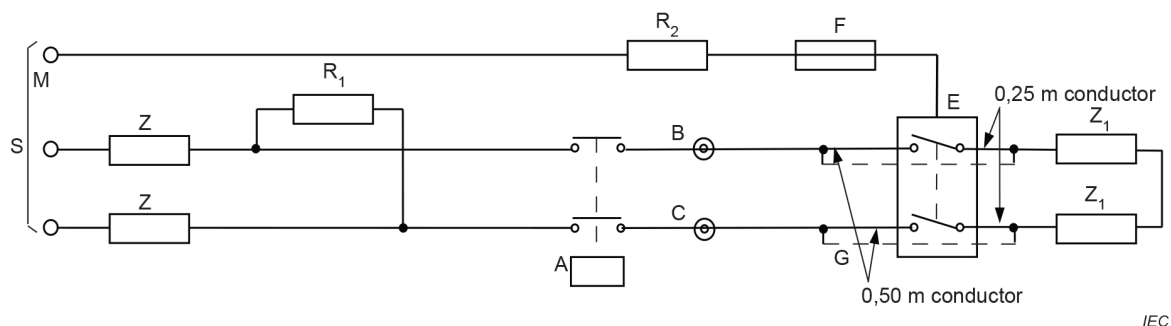 R2
F
M
R1
E
0,25 m conductor
S
Z
B
Z1
Z
C
Z1
A
G
0,50 m conductor
IEC